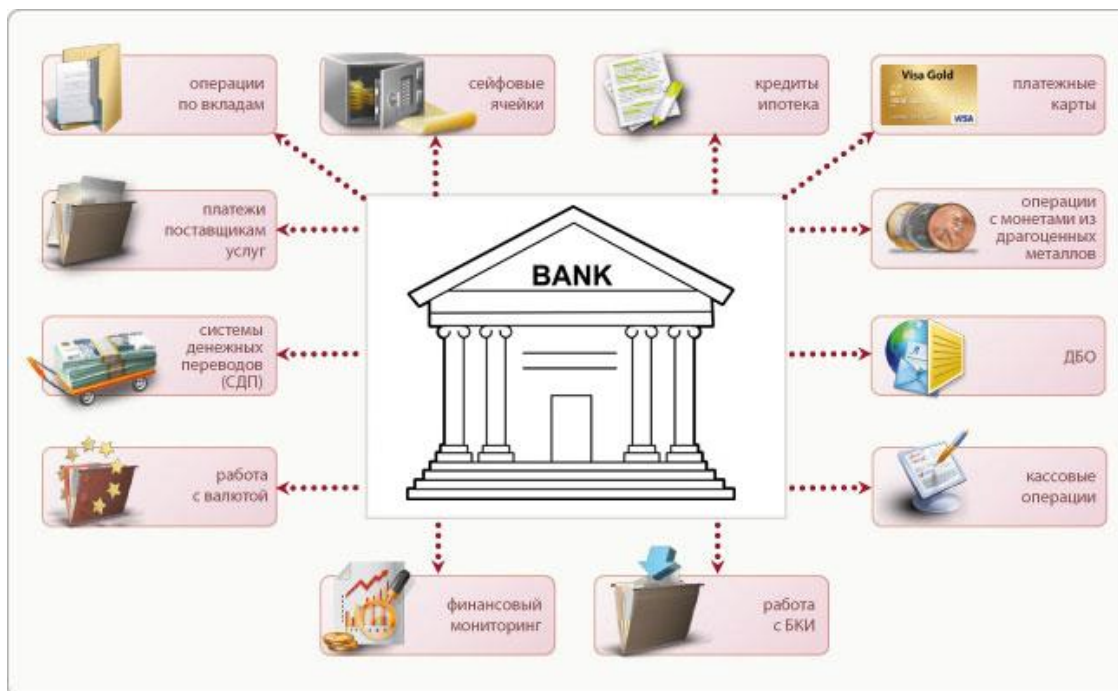 операции
по вкладам
сейфовые
ячейки
кредиты
ипотека
Visa Gold
VISA
платежные
карты
платежи
поставщикам
услуг
BANK
операции
с монетами из
драгоценных
металлов
системы
денежных
переводов
(СДП)
ДБО
работа
с валютой
кассовые
операции
финансовый
мониторинг
работа
с БКИ